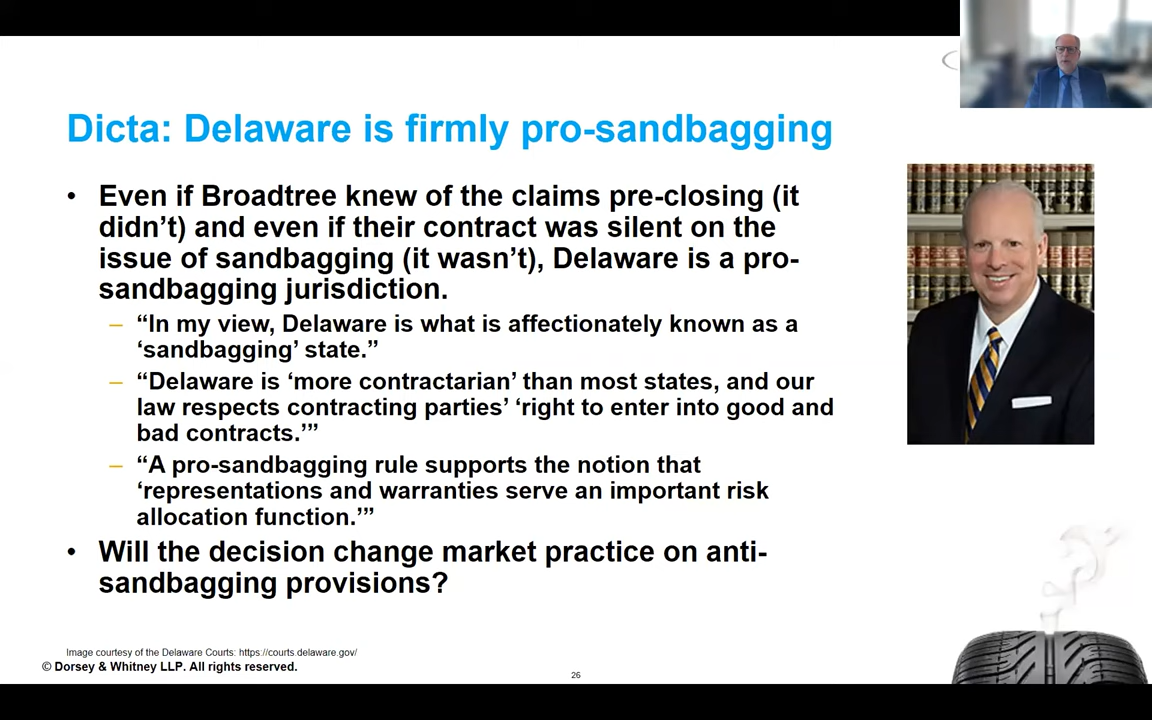 Dicta: Delaware is firmly pro-sandbagging
• Even if Broadtree knew of the claims pre-closing (it
didn’t) and even if their contract was silent on the
issue of sandbagging (it wasn’t), Delaware is a pro-
sandbagging jurisdiction.
– “In my view, Delaware is what is affectionately known as a
‘sandbagging’ state.”
– “Delaware is ‘more contractarian’ than most states, and our
law respects contracting parties’ ‘right to enter into good and
bad contracts.’”
– “A pro-sandbagging rule supports the notion that
‘representations and warranties serve an important risk
allocation function.’”
• Will the decision change market practice on anti-
sandbagging provisions?
Image courtesy of the Delaware Courts: https://courts.delaware.gov/
© Dorsey & Whitney LLP. All rights reserved.
26